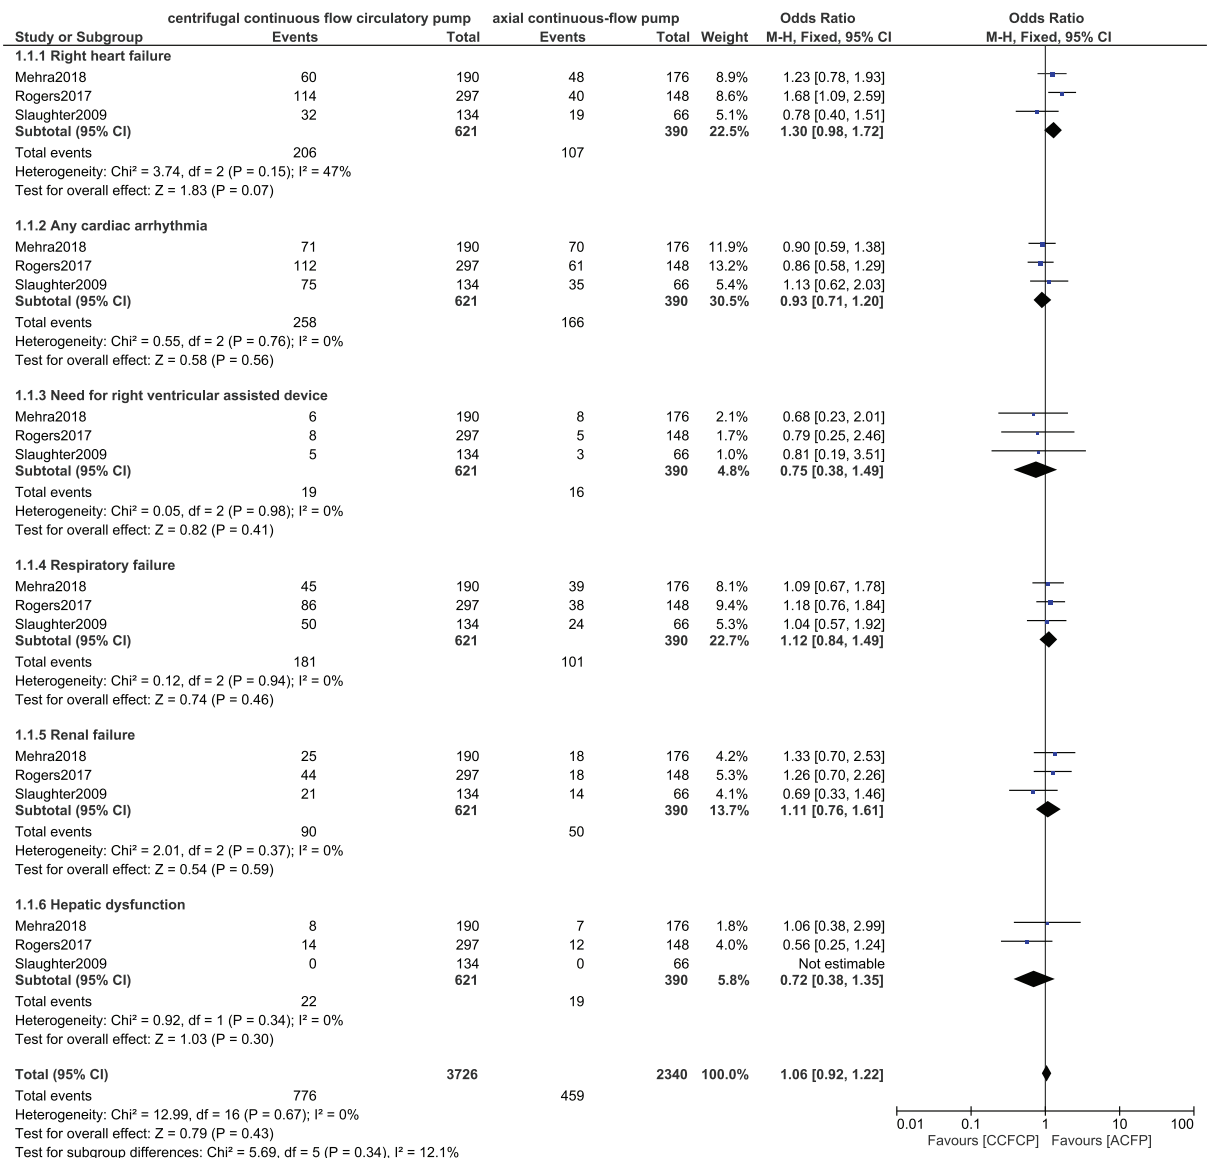 centrifugal continuous flow circulatory pump axial continuous-flow pump Odds Ratio Odds Ratio
Study or Subgroup Events Total Events Total Weight M-H, Fixed, 95% CI M-H, Fixed, 95% CI
1.1.1 Right heart failure
Mehra2018 60 190 48 176 8.9% 1.23 [0.78, 1.93]
Rogers2017 114 297 40 148 8.6% 1.68 [1.09, 2.59]
Slaughter2009 32 134 19 66 5.1% 0.78 [0.40, 1.51]
Subtotal (95% CI) 621 390 22.5% 1.30 [0.98, 1.72]
Total events 206 107
Heterogeneity: Chi² = 3.74, df = 2 (P = 0.15); I² = 47%
Test for overall effect: Z = 1.83 (P = 0.07)
1.1.2 Any cardiac arrhythmia
Mehra2018 71 190 70 176 11.9% 0.90 [0.59, 1.38]
Rogers2017 112 297 61 148 13.2% 0.86 [0.58, 1.29]
Slaughter2009 75 134 35 66 5.4% 1.13 [0.62, 2.03]
Subtotal (95% CI) 621 390 30.5% 0.93 [0.71, 1.20]
Total events 258 166
Heterogeneity: Chi² = 0.55, df = 2 (P = 0.76); I² = 0%
Test for overall effect: Z = 0.58 (P = 0.56)
1.1.3 Need for right ventricular assisted device
Mehra2018 6 190 8 176 2.1% 0.68 [0.23, 2.01]
Rogers2017 8 297 5 148 1.7% 0.79 [0.25, 2.46]
Slaughter2009 5 134 3 66 1.0% 0.81 [0.19, 3.51]
Subtotal (95% CI) 621 390 4.8% 0.75 [0.38, 1.49]
Total events 19 16
Heterogeneity: Chi² = 0.05, df = 2 (P = 0.98); I² = 0%
Test for overall effect: Z = 0.82 (P = 0.41)
1.1.4 Respiratory failure
Mehra2018 45 190 39 176 8.1% 1.09 [0.67, 1.78]
Rogers2017 86 297 38 148 9.4% 1.18 [0.76, 1.84]
Slaughter2009 50 134 24 66 5.3% 1.04 [0.57, 1.92]
Subtotal (95% CI) 621 390 22.7% 1.12 [0.84, 1.49]
Total events 181 101
Heterogeneity: Chi² = 0.12, df = 2 (P = 0.94); I² = 0%
Test for overall effect: Z = 0.74 (P = 0.46)
1.1.5 Renal failure
Mehra2018 25 190 18 176 4.2% 1.33 [0.70, 2.53]
Rogers2017 44 297 18 148 5.3% 1.26 [0.70, 2.26]
Slaughter2009 21 134 14 66 4.1% 0.69 [0.33, 1.46]
Subtotal (95% CI) 621 390 13.7% 1.11 [0.76, 1.61]
Total events 90 50
Heterogeneity: Chi² = 2.01, df = 2 (P = 0.37); I² = 0%
Test for overall effect: Z = 0.54 (P = 0.59)
1.1.6 Hepatic dysfunction
Mehra2018 8 190 7 176 1.8% 1.06 [0.38, 2.99]
Rogers2017 14 297 12 148 4.0% 0.56 [0.25, 1.24]
Slaughter2009 0 134 0 66 Not estimable
Subtotal (95% CI) 621 390 5.8% 0.72 [0.38, 1.35]
Total events 22 19
Heterogeneity: Chi² = 0.92, df = 1 (P = 0.34); I² = 0%
Test for overall effect: Z = 1.03 (P = 0.30)
Total (95% CI) 3726 2340 100.0% 1.06 [0.92, 1.22]
Total events 776 459
Heterogeneity: Chi² = 12.99, df = 16 (P = 0.67); I² = 0%
Test for overall effect: Z = 0.79 (P = 0.43)
Test for subgroup differences: Chi² = 5.69, df = 5 (P = 0.34), I² = 12.1%
0.01 0.1 1 10 100
Favours [CCFCP] Favours [ACFP]